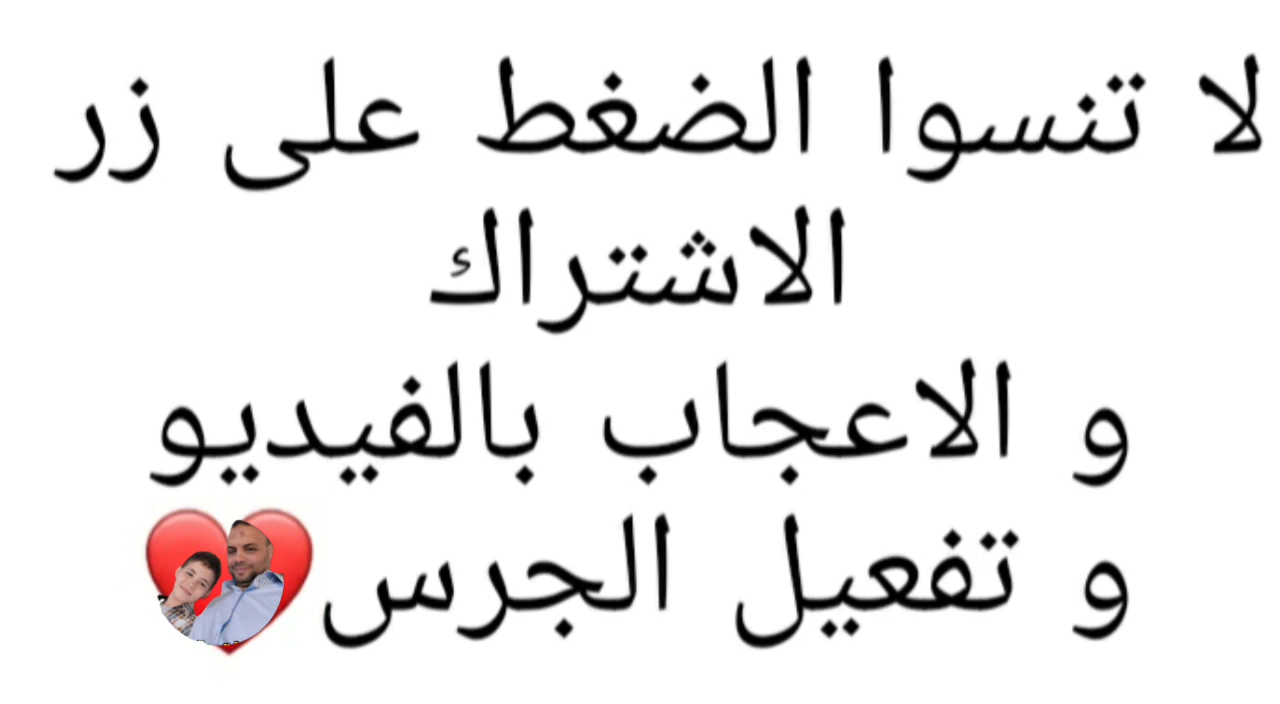 لا تنسوا الضغط على زر
الاشتراك
و الاعجاب بالفيديو
و تفعيل الجرس